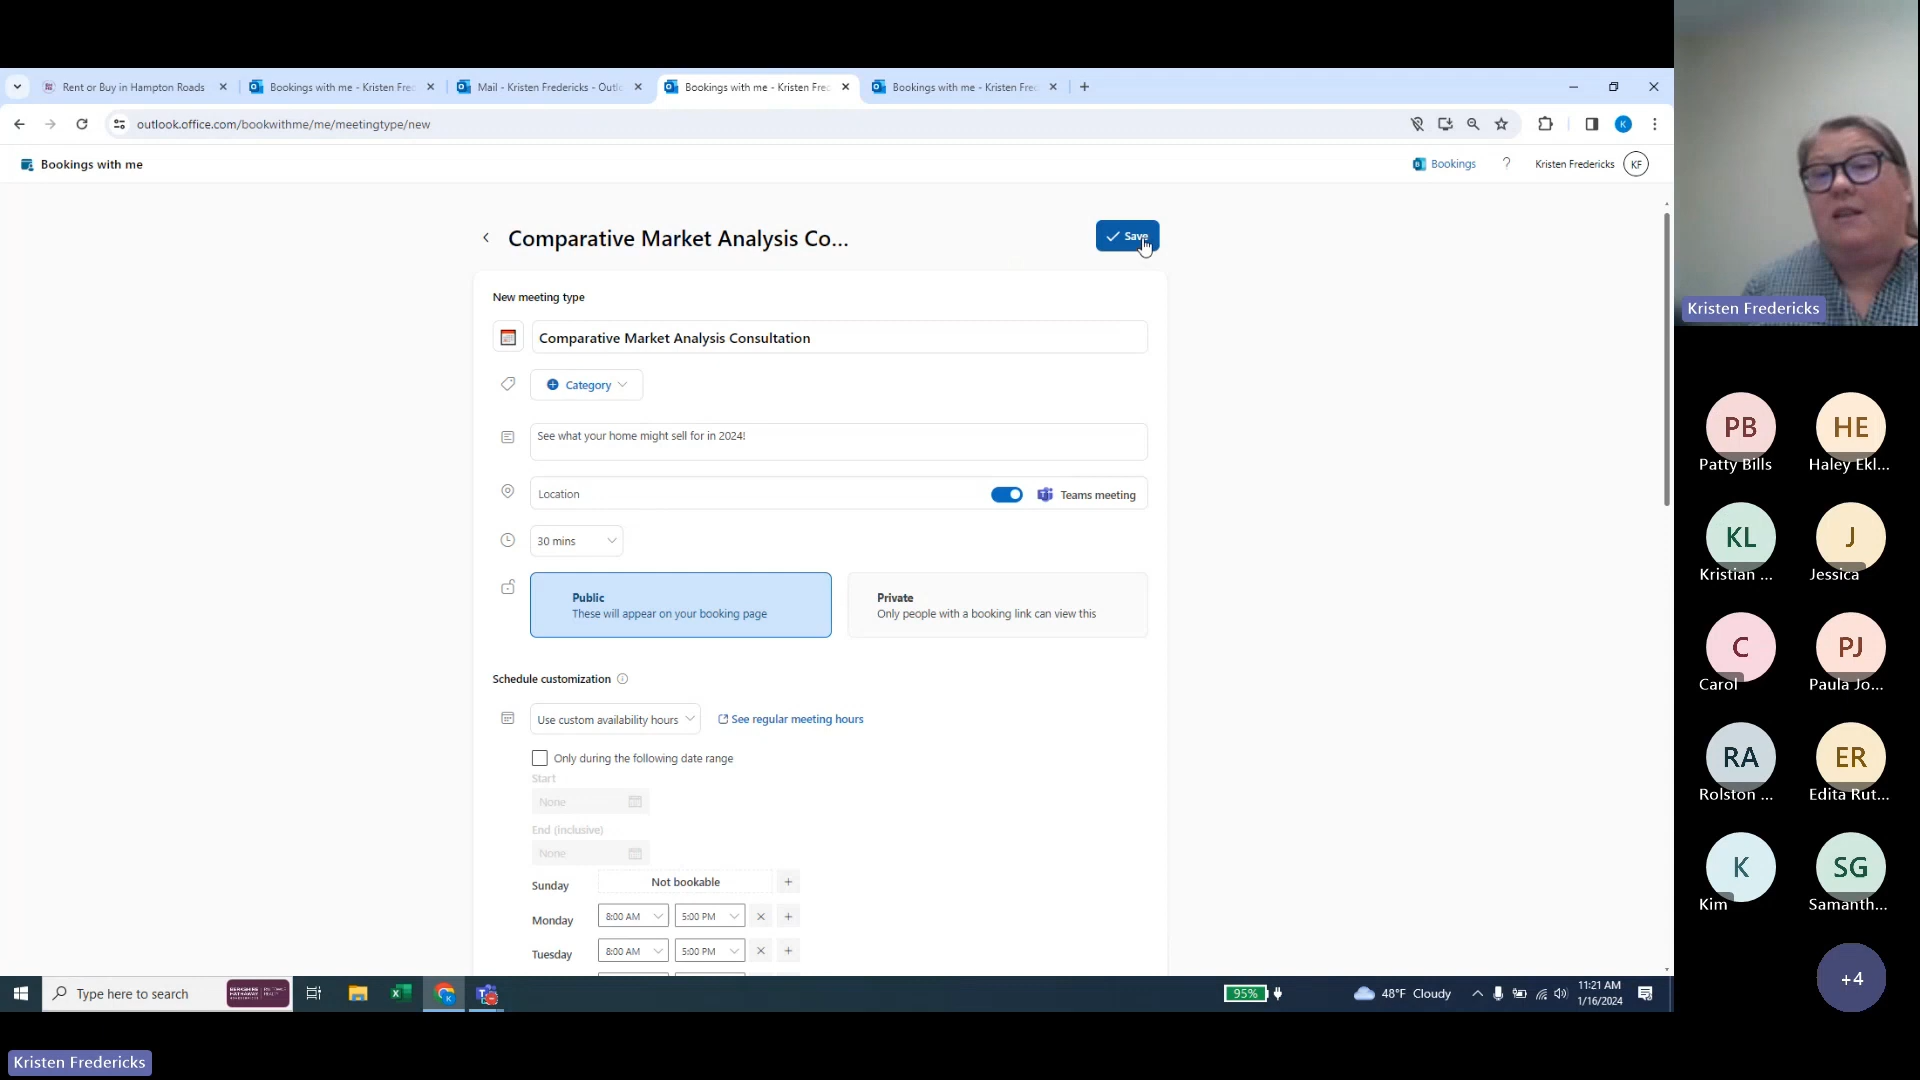 Rent or Buy in Hampton Roads
Bookings with me - Kristen Frec
Mail - Kristen Fredericks - Outlo
Bookings with me - Kristen Frec
Bookings with me - Kristen Frec
outlook.office.com/bookwithme/me/meetingtype/new
K
Bookings with me
Bookings
?
Kristen Fredericks
KF
Comparative Market Analysis Co...
Save
New meeting type
Comparative Market Analysis Consultation
Category
See what your home might sell for in 2024!
Location
Teams meeting
30 mins
Public
These will appear on your booking page
Private
Only people with a booking link can view this
Schedule customization
Use custom availability hours
See regular meeting hours
Only during the following date range
Start
None
End (inclusive)
None
Sunday
Not bookable
Monday
8:00 AM
5:00 PM
Tuesday
8:00 AM
5:00 PM
Type here to search
95%
48°F Cloudy
11:21 AM
1/16/2024
Kristen Fredericks
PB
Patty Bills
HE
Haley Ekl...
KL
Kristian ...
J
Jessica
C
Carol
PJ
Paula Jo...
RA
Rolston ...
ER
Edita Rut...
K
Kim
SG
Samanth...
+4
Kristen Fredericks